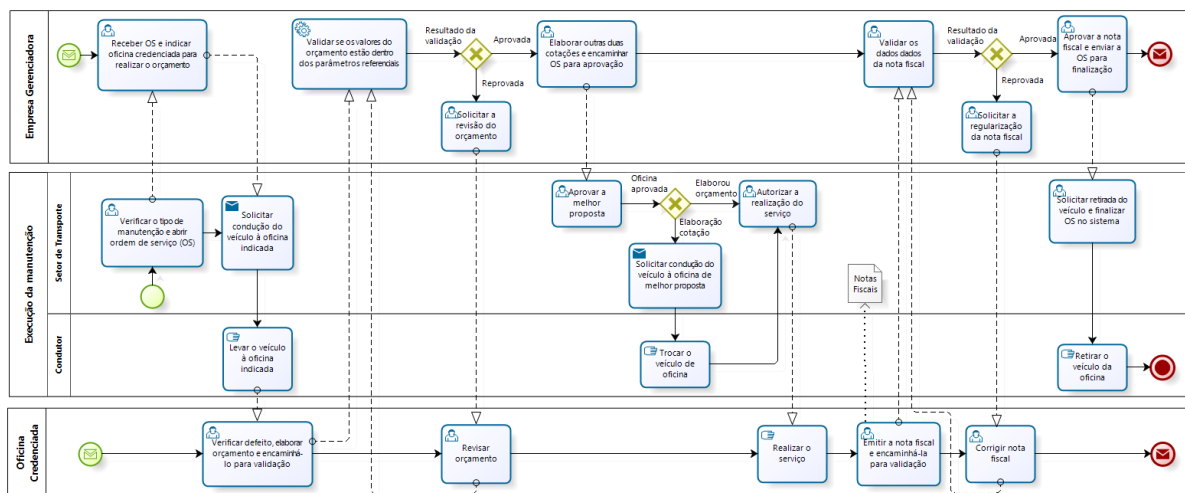 Empresa Gerenciadora
Receber OS e indicar
oficina credenciada para
realizar o orçamento
Validar se osvalores do
orçamento estão dentro
dos parâmetros referenciais
Resultado da
validação
Aprovada
Reprovada
Solicitar a
revisão do
orçamento
Elaborar outras duas
cotações e encaminhar
OS para aprovação
Validar os
dados dados
da nota fiscal
Resultado da
validação
Aprovada
Reprovada
Solicitar a
regularização
da nota fiscal
Aprovar a nota
fiscal e enviar a
OS para
finalização
Execução da manutenção
Setor de Transporte
Verificar o tipo de
manutenção e abrir
ordem de serviço (OS)
Solicitar
condução do
veículo à oficina
indicada
Aprovar a
melhor
proposta
Oficina
aprovada
Elaborou
orçamento
Elaboração
cotação
Autorizar a
realização do
serviço
Solicitar condução do
veículo à oficina de
melhor proposta
Notas
Fiscais
Solicitar retirada do
veículo e finalizar
OS no sistema
Condutor
Levar o veículo
à oficina
indicada
Trocar o
veículo de
oficina
Retirar o
veículo da
oficina
Oficina
Credenciada
Verificar defeito, elaborar
orçamento e encaminhá-
lo para validação
Revisar
orçamento
Realizar o
serviço
Emitir a nota fiscal
e encaminhá-la
para validação
Corrigir nota
fiscal